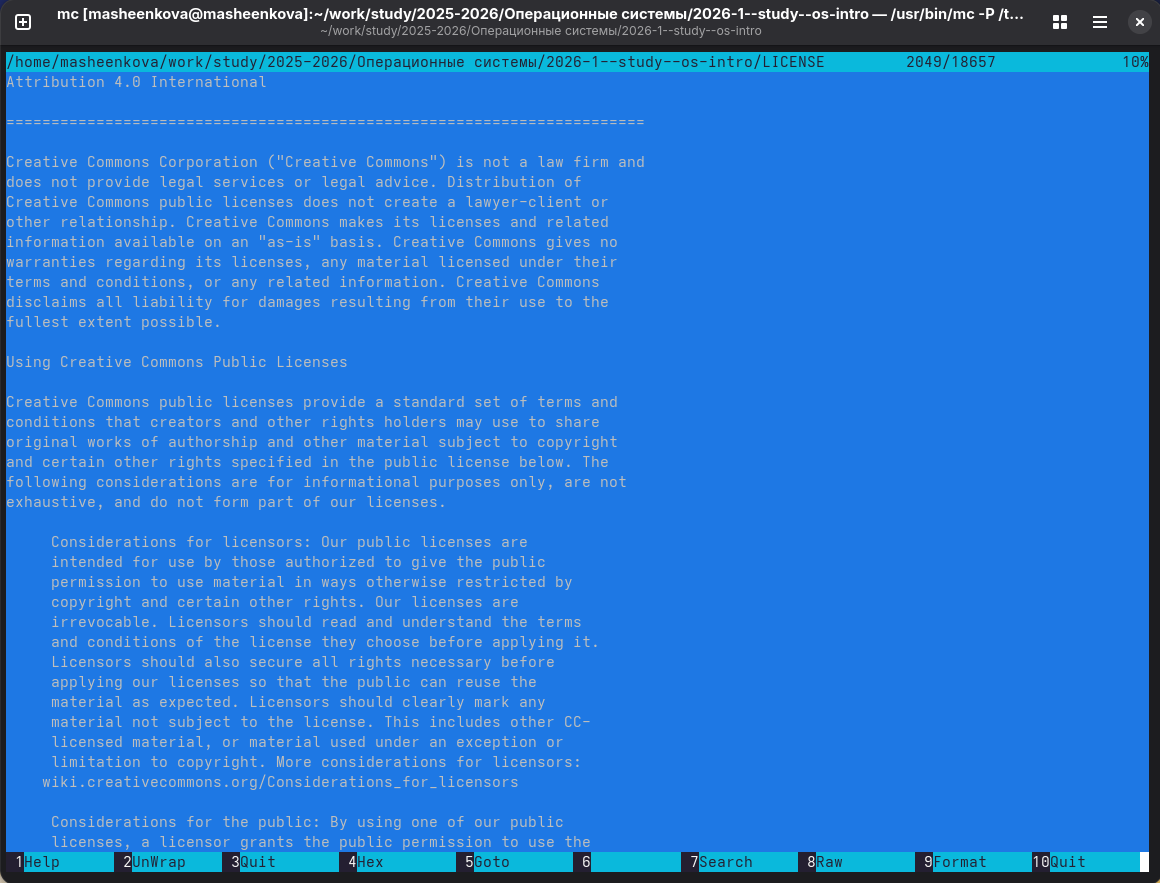 mc [masheenkova@masheenkova]:~/work/study/2025-2026/Операционные системы/2026-1--study--os-intro — /usr/bin/mc -P /t…
~/work/study/2025-2026/Операционные системы/2026-1--study--os-intro
/home/masheenkova/work/study/2025-2026/Операционные системы/2026-1--study--os-intro/LICENSE 2049/18657 10%
Attribution 4.0 International
=======================================================================
Creative Commons Corporation ("Creative Commons") is not a law firm and
does not provide legal services or legal advice. Distribution of
Creative Commons public licenses does not create a lawyer-client or
other relationship. Creative Commons makes its licenses and related
information available on an "as-is" basis. Creative Commons gives no
warranties regarding its licenses, any material licensed under their
terms and conditions, or any related information. Creative Commons
disclaims all liability for damages resulting from their use to the
fullest extent possible.
Using Creative Commons Public Licenses
Creative Commons public licenses provide a standard set of terms and
conditions that creators and other rights holders may use to share
original works of authorship and other material subject to copyright
and certain other rights specified in the public license below. The
following considerations are for informational purposes only, are not
exhaustive, and do not form part of our licenses.
Considerations for licensors: Our public licenses are
intended for use by those authorized to give the public
permission to use material in ways otherwise restricted by
copyright and certain other rights. Our licenses are
irrevocable. Licensors should read and understand the terms
and conditions of the license they choose before applying it.
Licensors should also secure all rights necessary before
applying our licenses so that the public can reuse the
material as expected. Licensors should clearly mark any
material not subject to the license. This includes other CC-
licensed material, or material used under an exception or
limitation to copyright. More considerations for licensors:
wiki.creativecommons.org/Considerations_for_licensors
Considerations for the public: By using one of our public
licenses, a licensor grants the public permission to use the
1Help 2UnWrap 3Quit 4Hex 5Goto 6 7Search 8Raw 9Format 10Quit